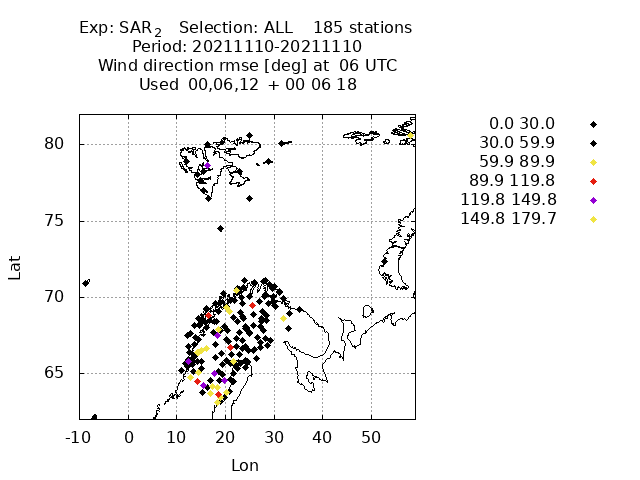 Exp: SAR2 Selection: ALL 185 stations
Period: 20211110-20211110
Wind direction rmse [deg] at 06 UTC
Used 00,06,12 + 00 06 18
0.0 30.0
30.0 59.9
59.9 89.9
89.9 119.8
119.8 149.8
149.8 179.7
80
75
70
65
Lat
-10 0 10 20 30 40 50
Lon